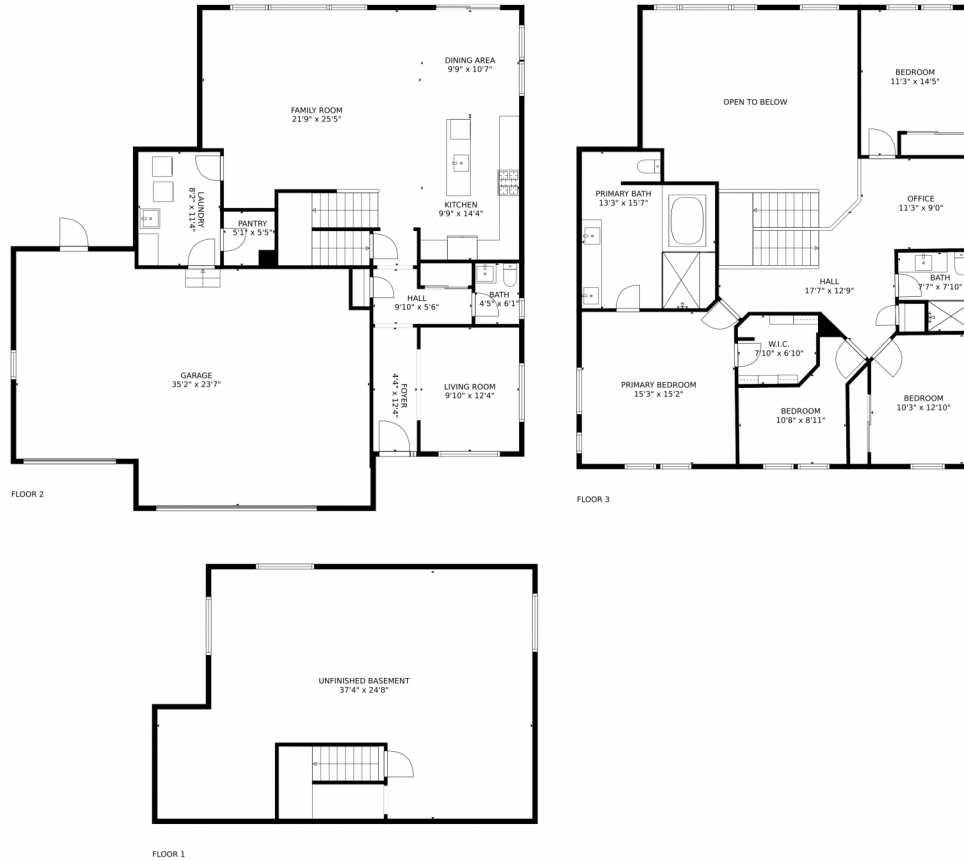 DINING AREA
9'9" x 10'7"
FAMILY ROOM
21'9" x 25'5"
LAUNDRY
8'2" x 11'4"
PANTRY
5'1" x 5'5"
KITCHEN
9'9" x 14'4"
HALL
9'10" x 5'6"
BATH
4'5" x 6'1"
GARAGE
35'2" x 23'7"
FOYER
4'4" x 12'4"
LIVING ROOM
9'10" x 12'4"
FLOOR 2
BEDROOM
11'3" x 14'5"
OPEN TO BELOW
PRIMARY BATH
13'3" x 15'7"
OFFICE
11'3" x 9'0"
HALL
17'7" x 12'9"
BATH
7'7" x 7'10"
W.I.C.
7'10" x 6'10"
PRIMARY BEDROOM
15'3" x 15'2"
BEDROOM
10'8" x 8'11"
BEDROOM
10'3" x 12'10"
FLOOR 3
UNFINISHED BASEMENT
37'4" x 24'8"
FLOOR 1